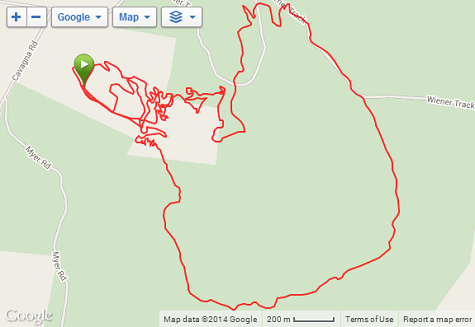 + −
Google
Map
Cavagna Rd
Wiener Track
Myer Rd
Myer Rd
Google
Map data ©2014 Google
200 m
Terms of Use
Report a map error